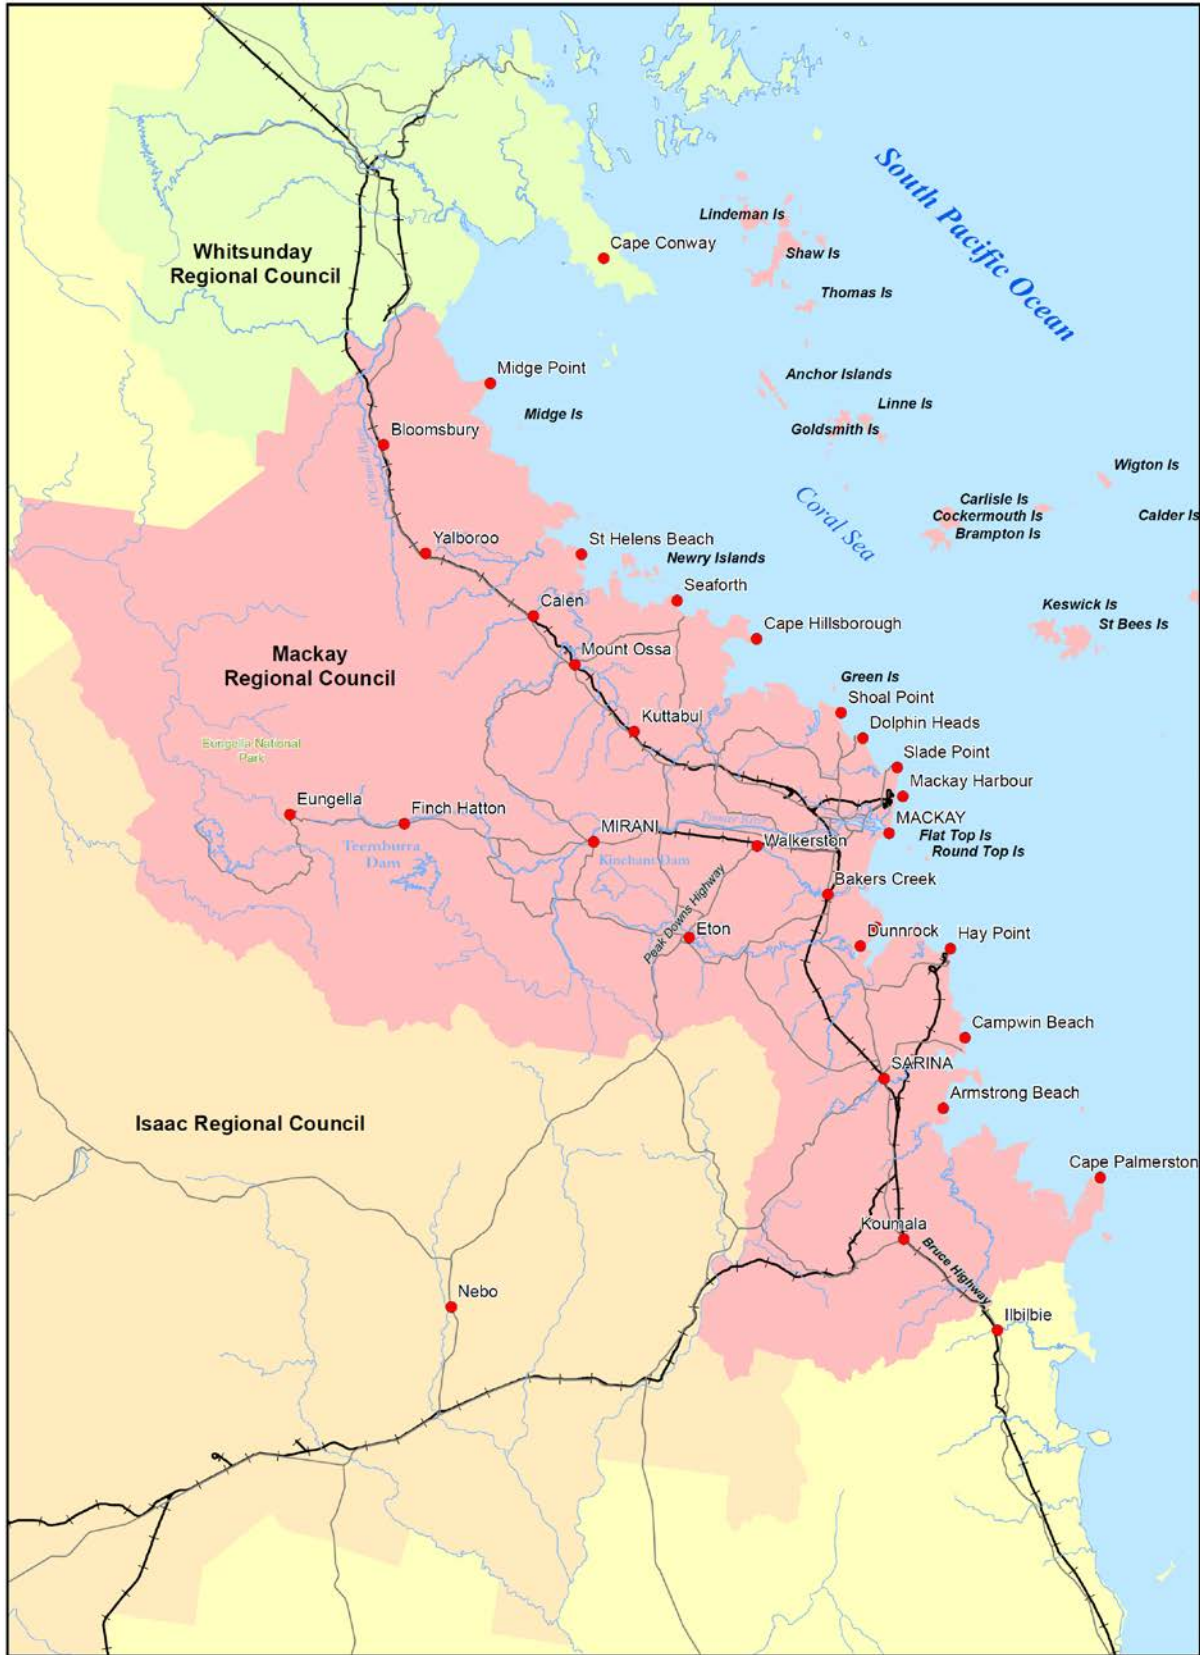 South Pacific Ocean
Lindeman Is
Cape Conway
Whitsunday
Regional Council
Shaw Is
Thomas Is
Midge Point
Anchor Islands
Linne Is
Midge Is
Goldsmith Is
Bloomsbury
Wigton Is
Coral Sea
Carlisle Is
Cockermouth Is
Calder Is
Brampton Is
Yalboroo
St Helens Beach
Newry Islands
Seaforth
Calen
Keswick Is
St Bees Is
Cape Hillsborough
Mackay
Regional Council
Mount Ossa
Green Is
Shoal Point
Kuttabul
Dolphin Heads
Eungella National
Park
Slade Point
Mackay Harbour
Eungella
Finch Hatton
MIRANI
Pioneer River
MACKAY
Flat Top Is
Round Top Is
Walkerston
Teemburra
Dam
Kinchant Dam
Bakers Creek
Peak Downs Highway
Eton
Dunnrock
Hay Point
Campwin Beach
SARINA
Armstrong Beach
Isaac Regional Council
Cape Palmerston
Koumala
Bruce Highway
Nebo
Ilbilbie